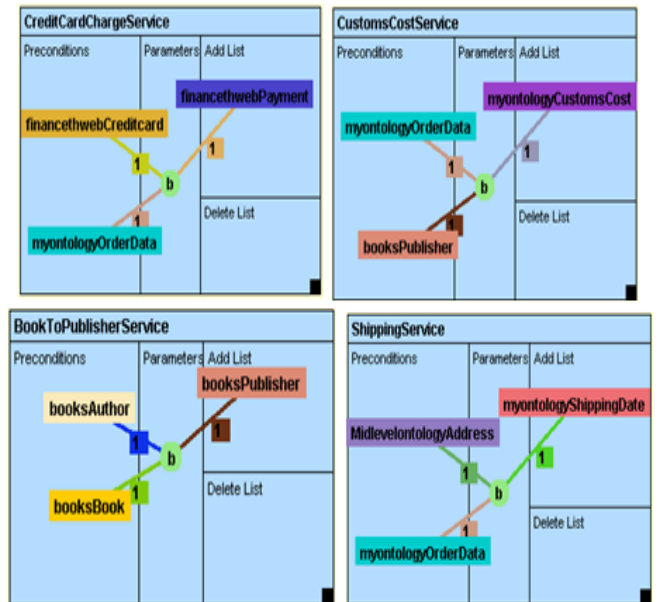 CreditCardChargeService
Preconditions
Parameters
Add List
financethwebPayment
financethwebCreditcard
1
1
b
1
myontologyOrderData
Delete List
CustomsCostService
Preconditions
Parameters
Add List
myontologyCustomsCost
myontologyOrderData
1
1
b
1
booksPublisher
Delete List
BookToPublisherService
Preconditions
Parameters
Add List
booksPublisher
booksAuthor
1
1
b
1
booksBook
Delete List
ShippingService
Preconditions
Parameters
Add List
myontologyShippingDate
MidlevelontologyAddress
1
1
b
1
myontologyOrderData
Delete List